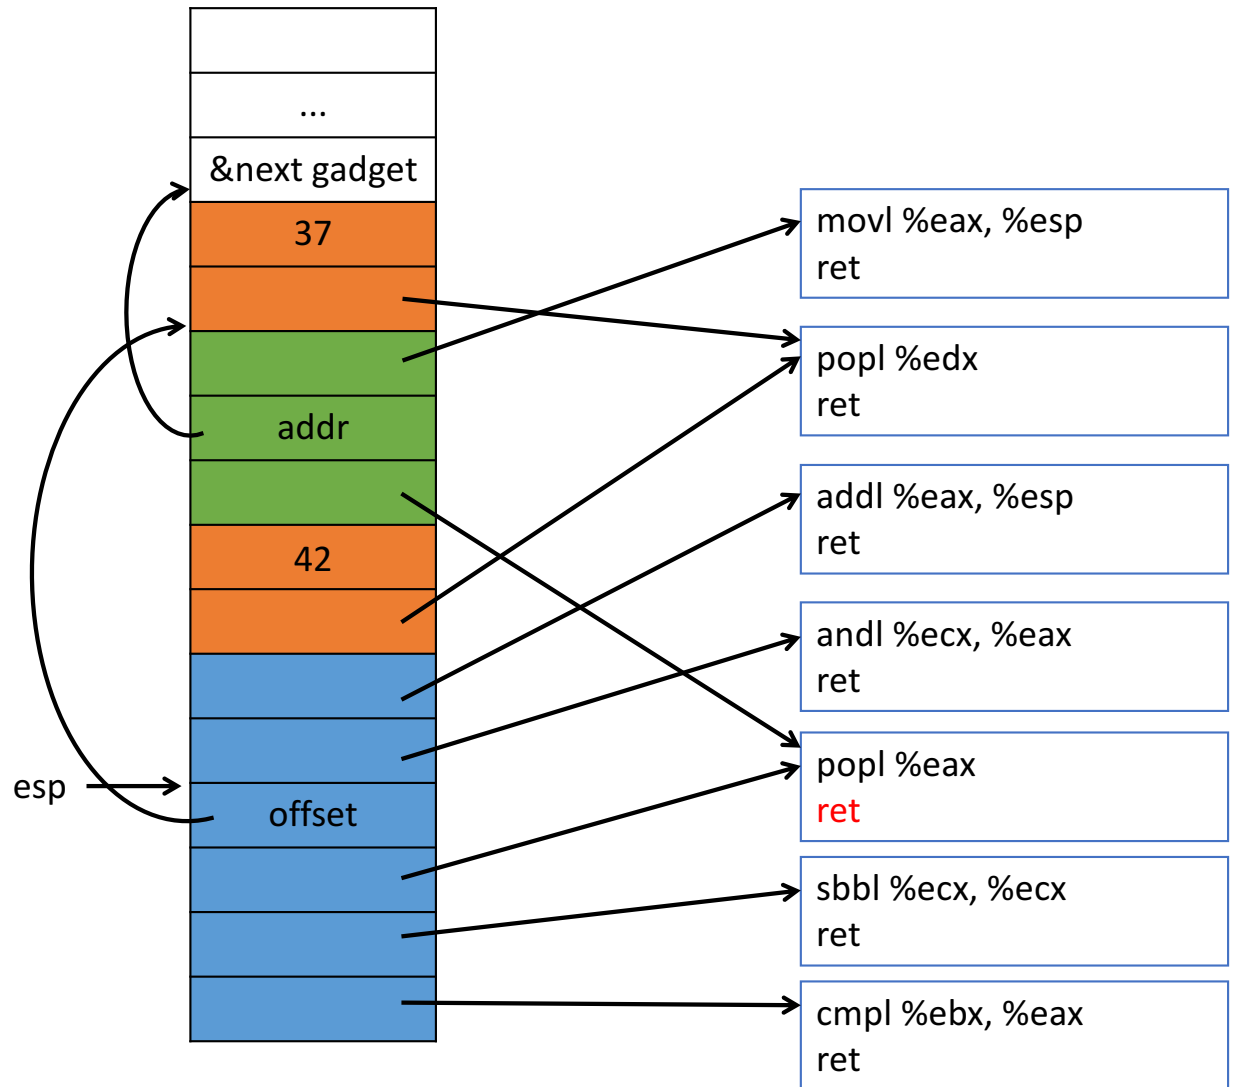 ...
&next gadget
37
addr
42
esp
offset
movl %eax, %esp
ret
popl %edx
ret
addl %eax, %esp
ret
andl %ecx, %eax
ret
popl %eax
ret
sbbl %ecx, %ecx
ret
cmpl %ebx, %eax
ret